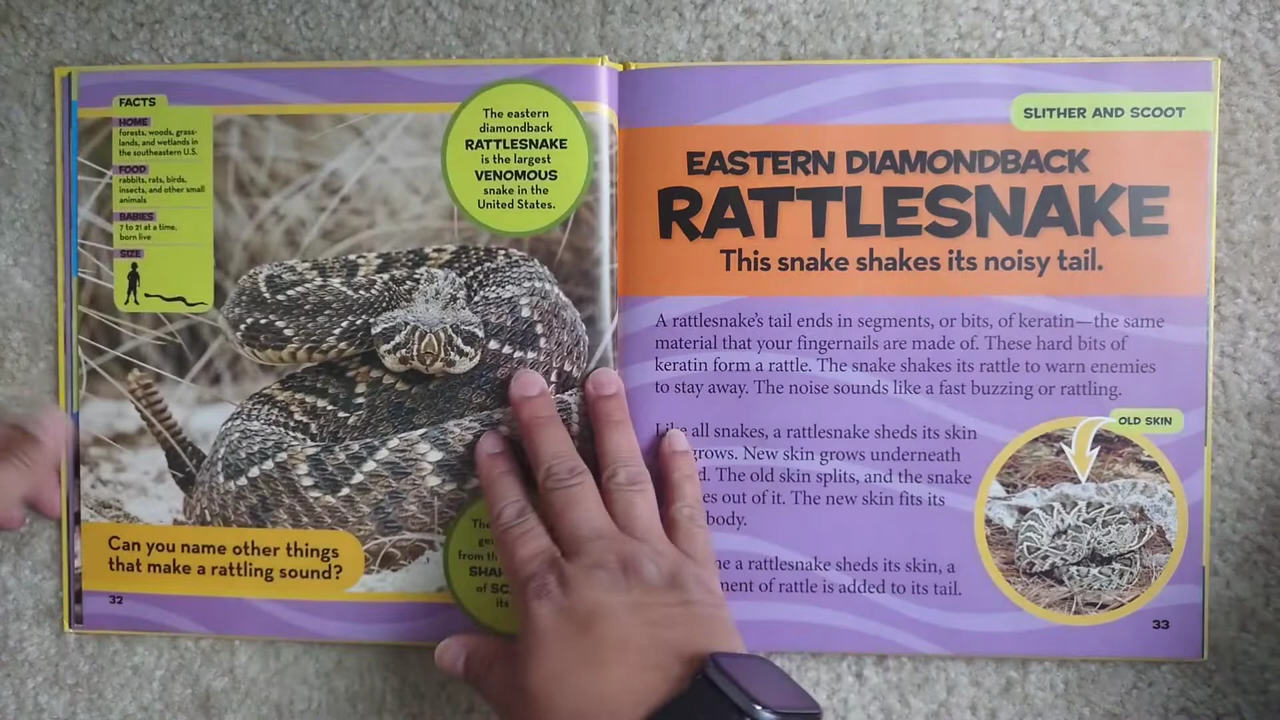 FACTS
HOME
forests, woods, grass-
lands, and wetlands in
the southeastern U.S.
FOOD
rabbits, rats, birds,
insects, and other small
animals
BABIES
7 to 21 at a time,
born live
SIZE
The eastern
diamondback
RATTLESNAKE
is the largest
VENOMOUS
snake in the
United States.
Can you name other things
that make a rattling sound?
from th
of
its
32
SLITHER AND SCOOT
EASTERN DIAMONDBACK
RATTLESNAKE
This snake shakes its noisy tail.
A rattlesnake's tail ends in segments, or bits, of keratin—the same
material that your fingernails are made of. These hard bits of
keratin form a rattle. The snake shakes its rattle to warn enemies
to stay away. The noise sounds like a fast buzzing or rattling.
Like all snakes, a rattlesnake sheds its skin
grows. New skin grows underneath
The old skin splits, and the snake
out of it. The new skin fits its
body.
a rattlesnake sheds its skin, a
of rattle is added to its tail.
OLD SKIN
33